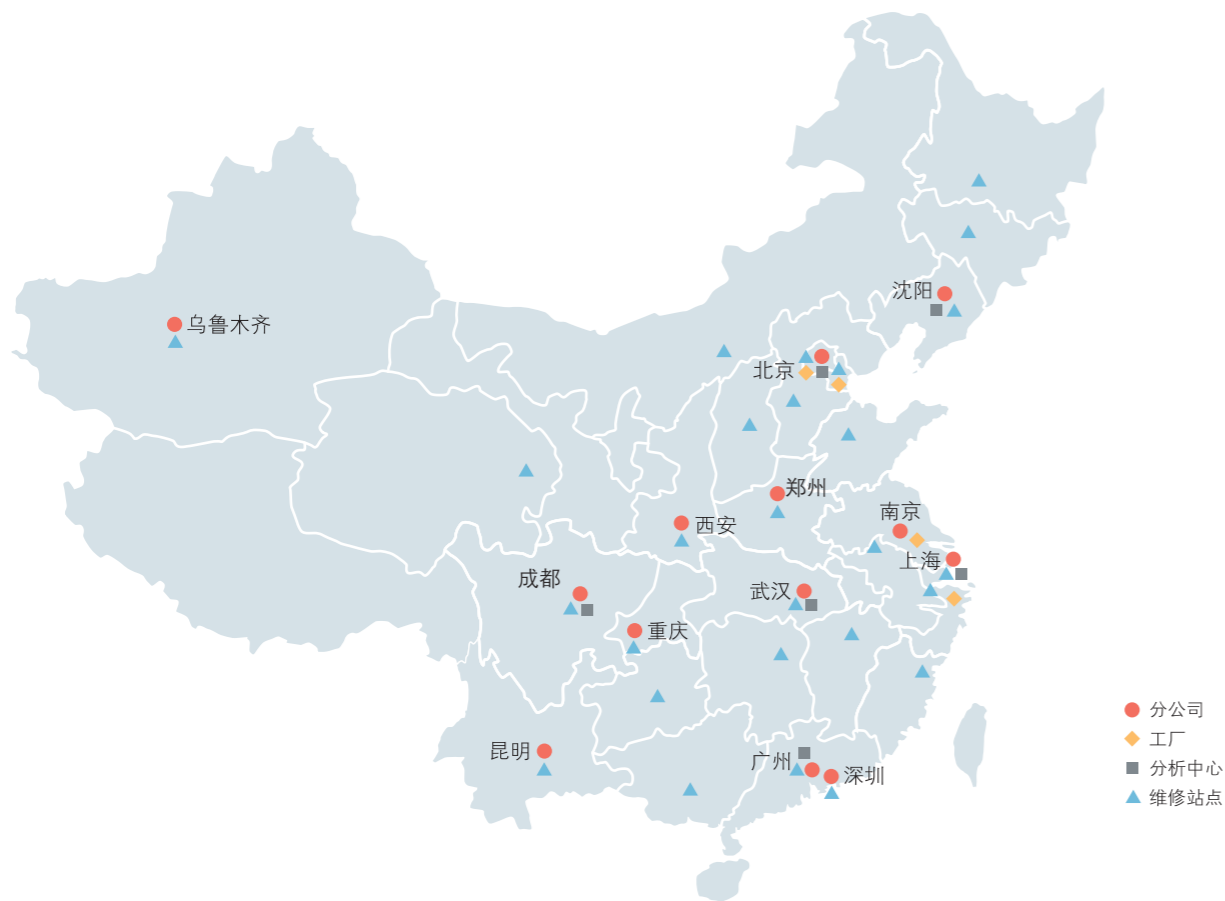 沈阳
乌鲁木齐
北京
郑州
南京
西安
上海
成都
武汉
重庆
昆明
广州
深圳
分公司
工厂
分析中心
维修站点